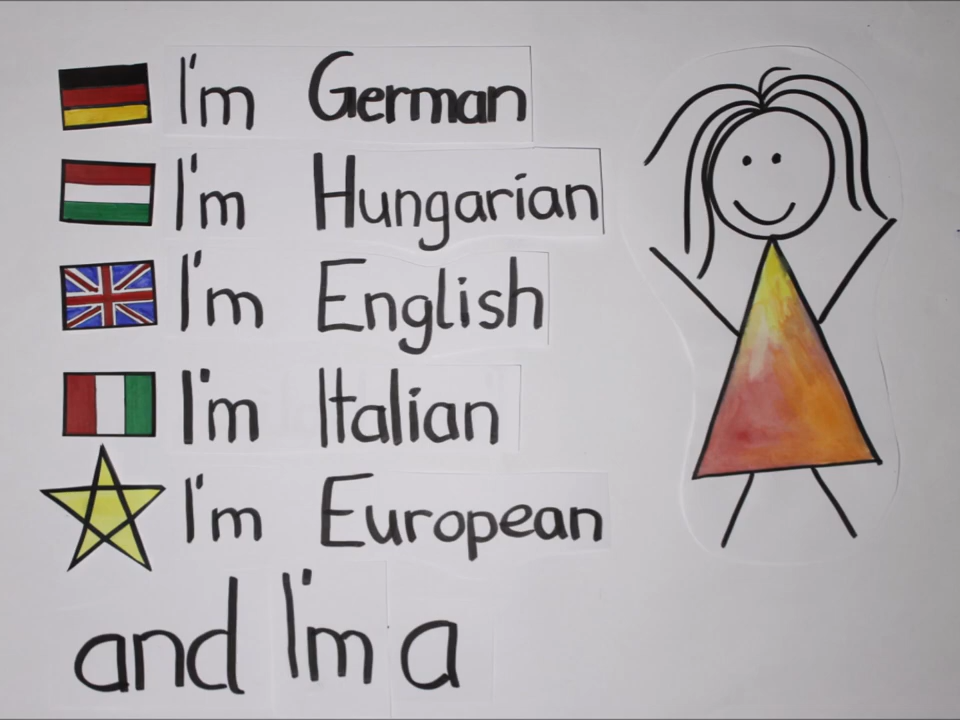 I'm German
I'm Hungarian
I'm English
I'm Italian
I'm European
and I'm a